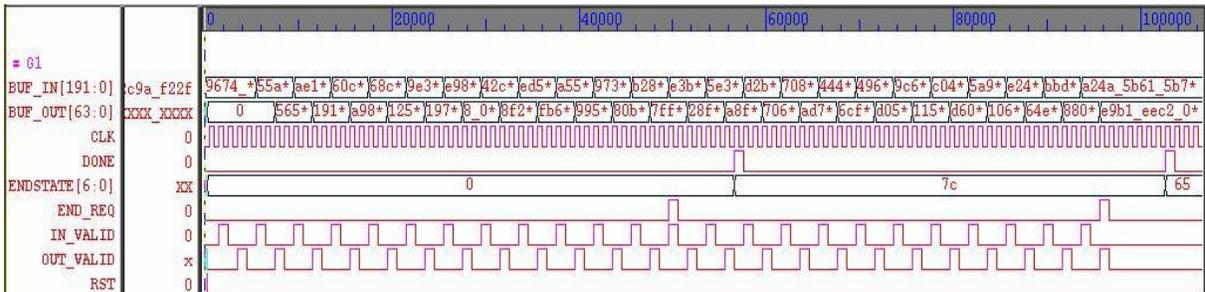 0 20000 40000 60000 80000 100000
= G1
BUF_IN[191:0] c9a_f22f 9674_* 55a* ae1* 60c* 68c* 9e3* e98* 42c* ed5* a55* 973* b28* e3b* 5e3* d2b* 708* 444* 496* 9c6* c04* 5a9* e24* bbd* a24a_5b61_5b7*
BUF_OUT[63:0] XXX_XXXX 0 565* 191* a98* 125* 197* 8_0* 8f2* fb6* 995* 80b* 7ff* 28f* a8f* 706* ad7* 6cf* d05* 115* d60* 106* 64e* 880* e9b1_eec2_0*
CLK 0
DONE 0
ENDSTATE[6:0] XX 0 7c 65
END_REQ 0
IN_VALID 0
OUT_VALID x
RST 0